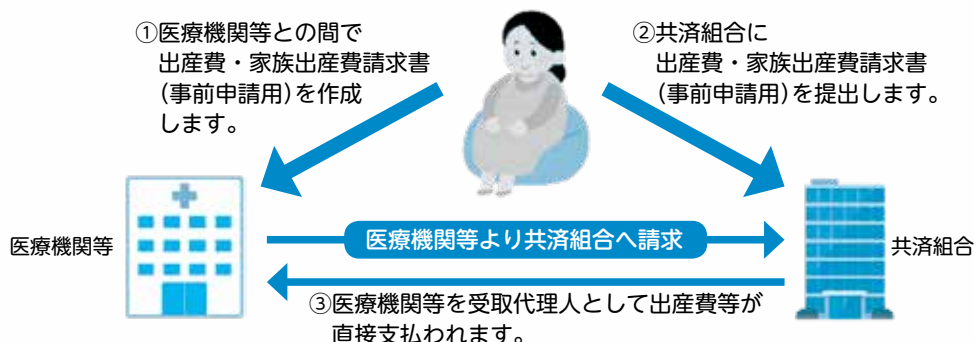 ①医療機関等との間で
出産費・家族出産費請求書
(事前申請用)を作成
します。
②共済組合に
出産費・家族出産費請求書
(事前申請用)を提出します。
医療機関等
医療機関等より共済組合へ請求
共済組合
③医療機関等を受取代理人として出産費等が
直接支払われます。